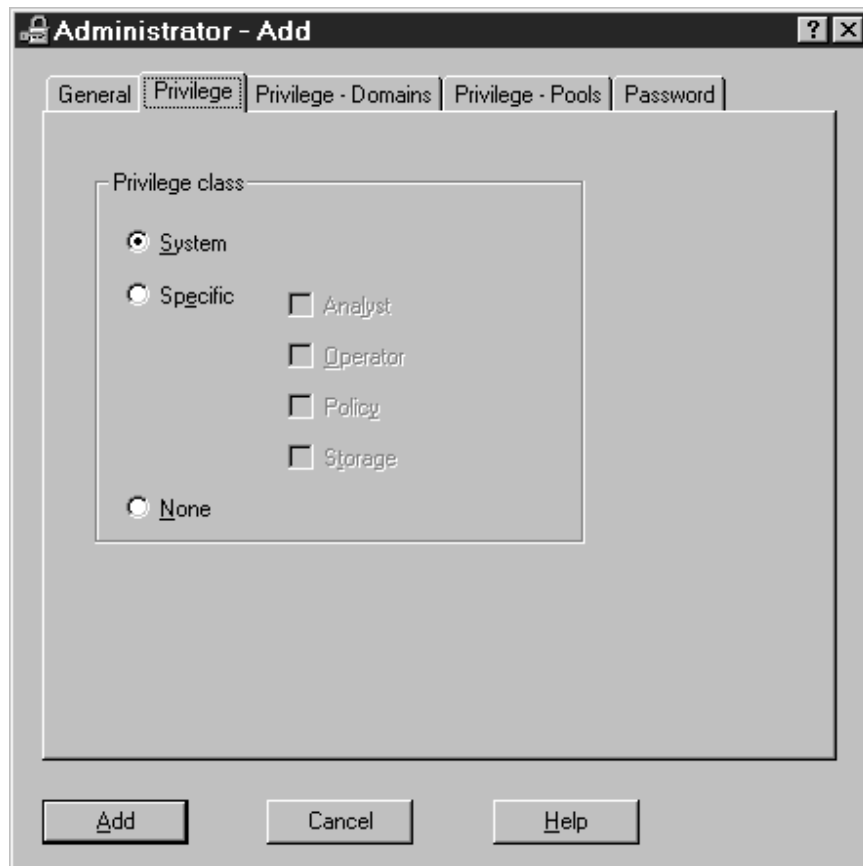 Administrator - Add
General Privilege Privilege - Domains Privilege - Pools Password
Privilege class
System
Specific
Analyst
Operator
Policy
Storage
None
Add Cancel Help